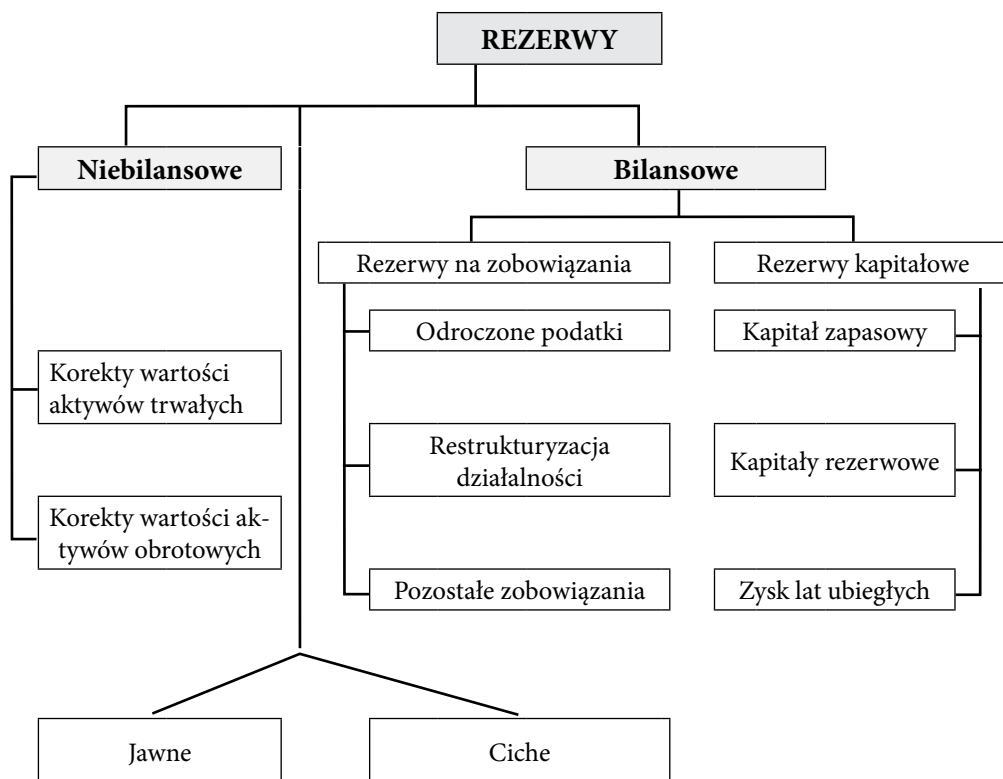 REZERWY
Niebilansowe
Bilansowe
Rezerwy na zobowiązania
Rezerwy kapitałowe
Odroczone podatki
Kapitał zapasowy
Korekty wartości
aktywów trwałych
Restrukturyzacja
działalności
Kapitały rezerwowe
Korekty wartości ak-
tywów obrotowych
Pozostałe zobowiązania
Zysk lat ubiegłych
Jawne
Ciche